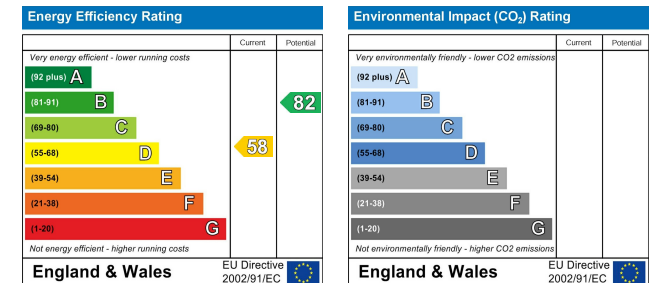 Energy Efficiency Rating
Current Potential
Very energy efficient - lower running costs
(92 plus) A
(81-91) B
82
(69-80) C
(55-68) D
58
(39-54) E
(21-38) F
(1-20) G
Not energy efficient - higher running costs
England & Wales
EU Directive
2002/91/EC
Environmental Impact (CO₂) Rating
Current Potential
Very environmentally friendly - lower CO2 emissions
(92 plus) A
(81-91) B
(69-80) C
(55-68) D
(39-54) E
(21-38) F
(1-20) G
Not environmentally friendly - higher CO2 emissions
England & Wales
EU Directive
2002/91/EC